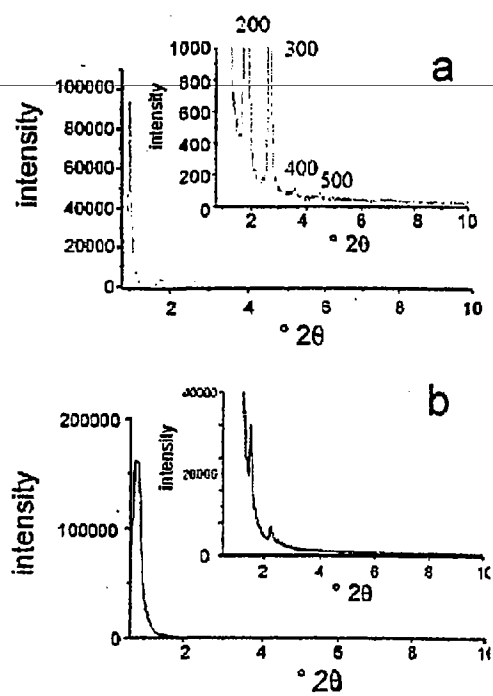 200
1000 300 a
100000 800
80000 600
60000 400 400
40000 200 500
20000 0
2 4 6 8 10
° 2θ
0
2 4 6 8 10
° 2θ
intensity
intensity
b
200000
20000
100000
0
2 4 6 8 10
° 2θ
0
2 4 6 8
° 2θ
intensity
intensity